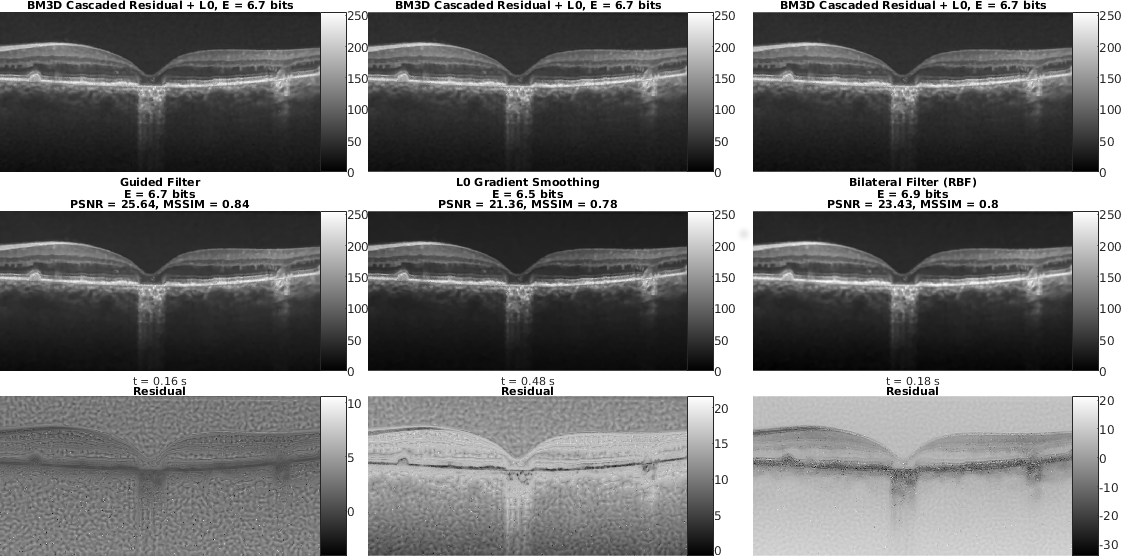 BM3D Cascaded Residual + L0, E = 6.7 bits
250
200
150
100
50
0
BM3D Cascaded Residual + L0, E = 6.7 bits
250
200
150
100
50
0
BM3D Cascaded Residual + L0, E = 6.7 bits
250
200
150
100
50
0
Guided Filter
E = 6.7 bits
PSNR = 25.64, MSSIM = 0.84
250
200
150
100
50
0
t = 0.16 s
L0 Gradient Smoothing
E = 6.5 bits
PSNR = 21.36, MSSIM = 0.78
250
200
150
100
50
0
t = 0.48 s
Bilateral Filter (RBF)
E = 6.9 bits
PSNR = 23.43, MSSIM = 0.8
250
200
150
100
50
0
t = 0.18 s
Residual
10
5
0
Residual
20
15
10
5
0
Residual
20
10
0
-10
-20
-30